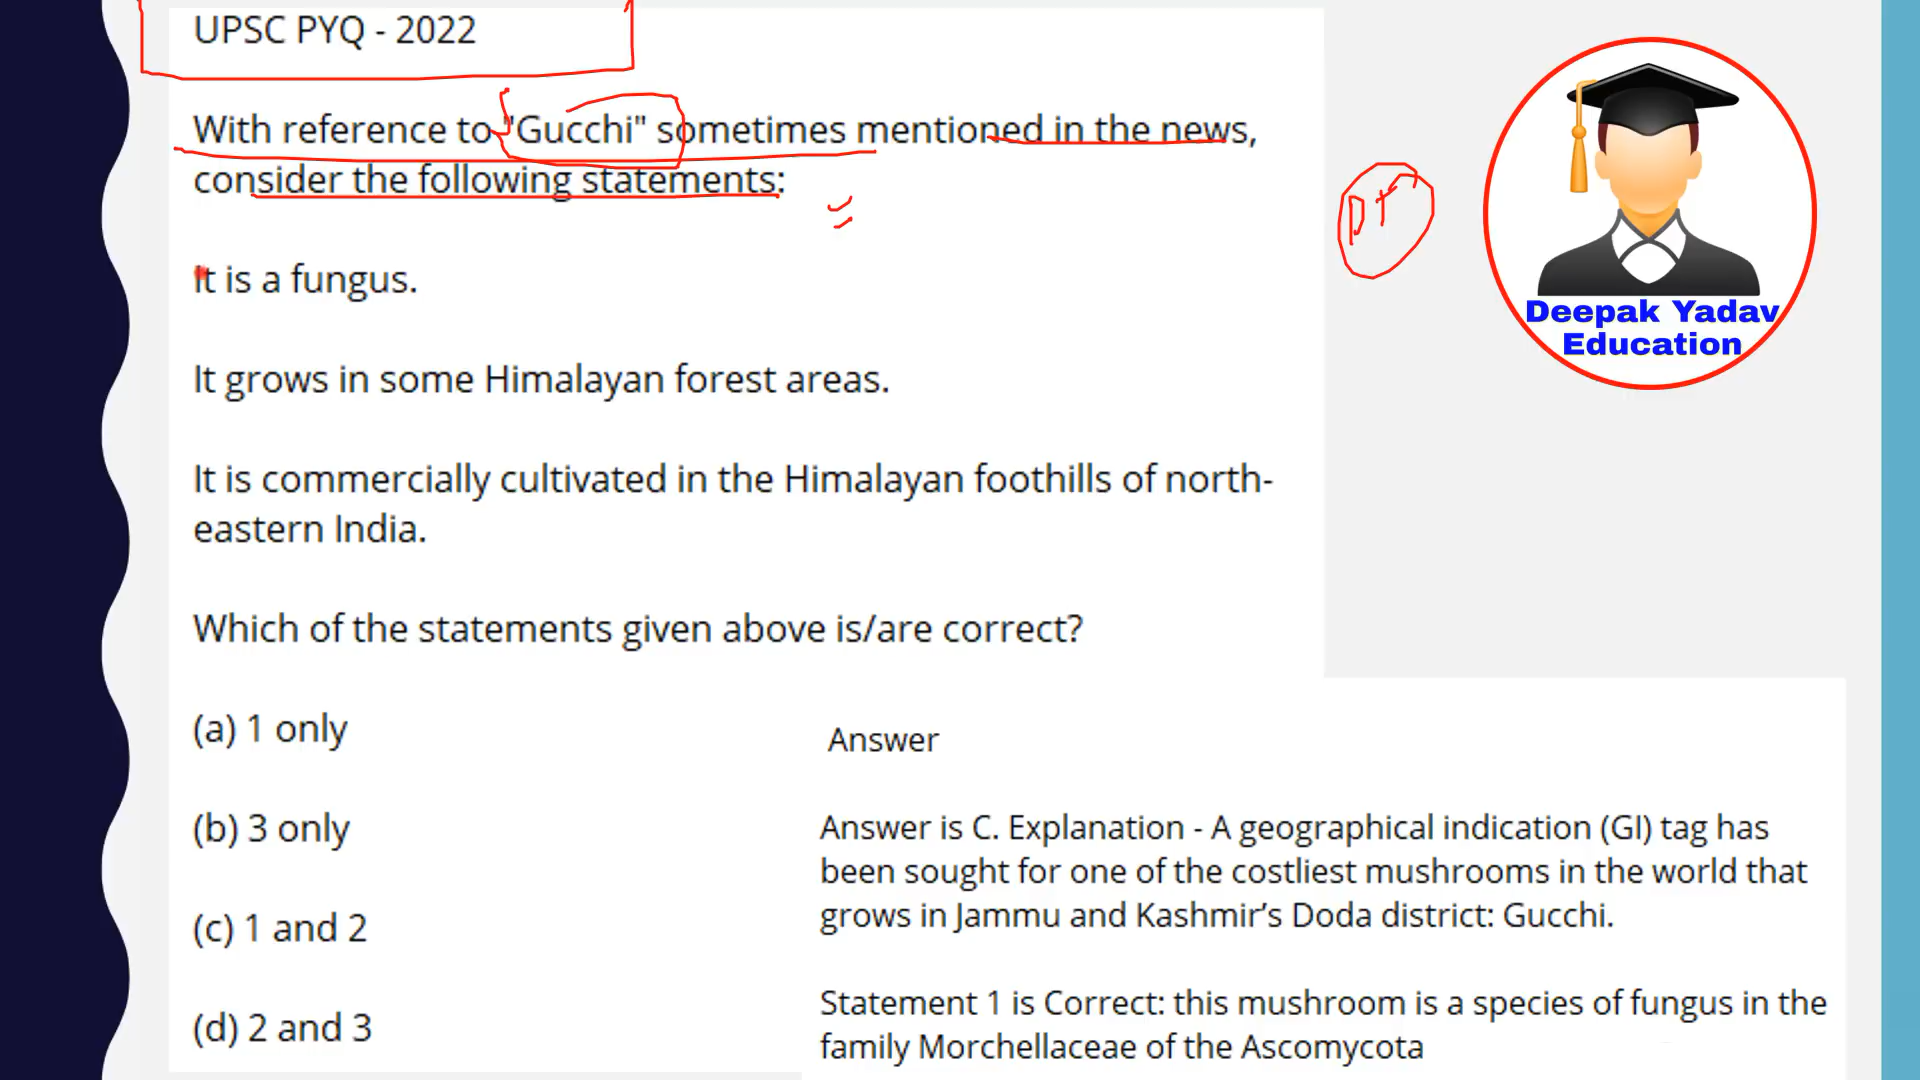 UPSC PYQ - 2022
With reference to "Gucchi" sometimes mentioned in the news,
consider the following statements:
It is a fungus.
It grows in some Himalayan forest areas.
It is commercially cultivated in the Himalayan foothills of north-
eastern India.
Which of the statements given above is/are correct?
(a) 1 only
(b) 3 only
(c) 1 and 2
(d) 2 and 3
Answer
Answer is C. Explanation - A geographical indication (GI) tag has
been sought for one of the costliest mushrooms in the world that
grows in Jammu and Kashmir’s Doda district: Gucchi.
Statement 1 is Correct: this mushroom is a species of fungus in the
family Morchellaceae of the Ascomycota
Deepak Yadav
Education